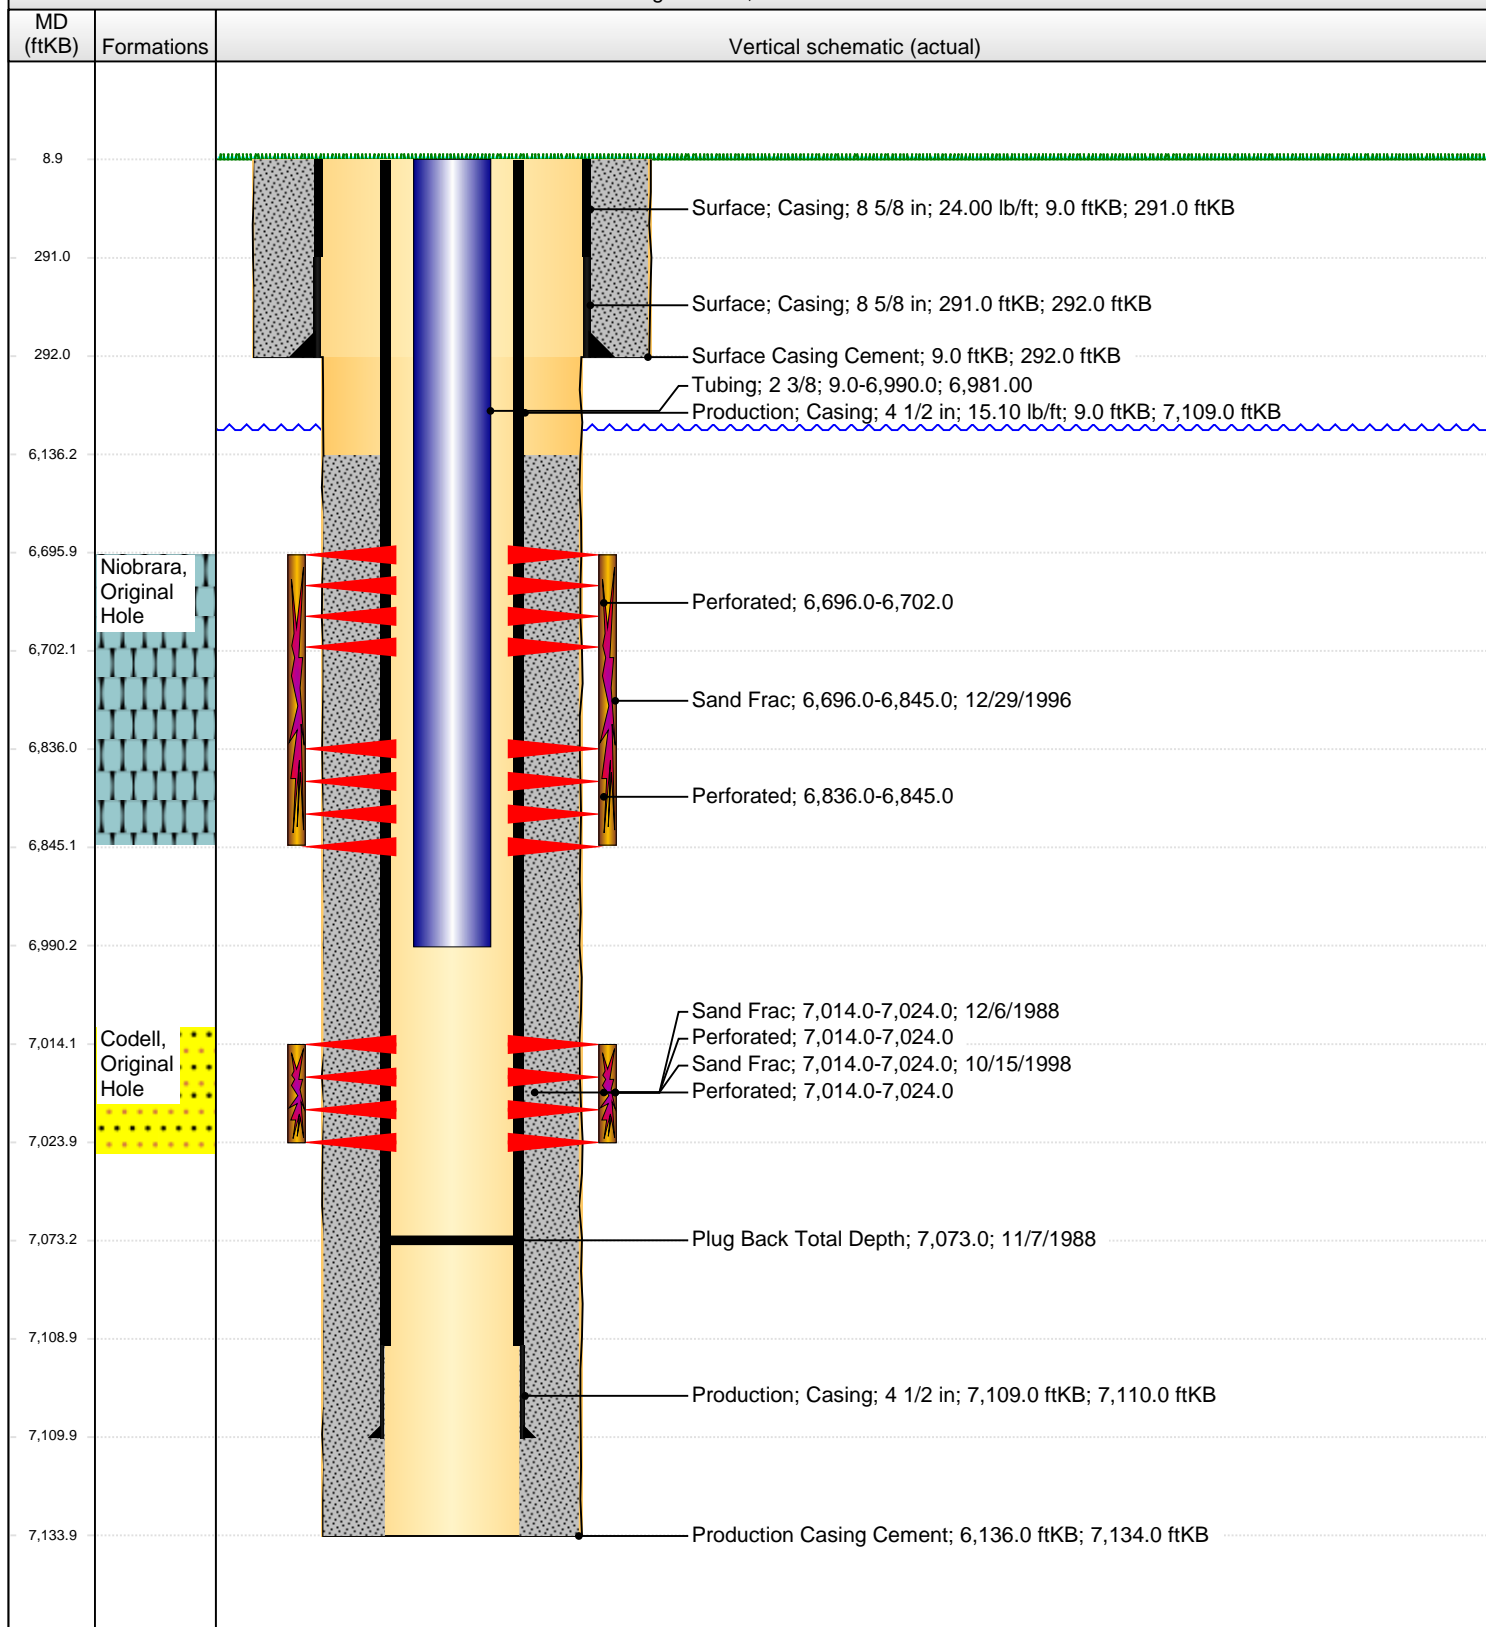 MD
(ftKB)
Formations
Vertical schematic (actual)
8.9
Surface; Casing; 8 5/8 in; 24.00 lb/ft; 9.0 ftKB; 291.0 ftKB
291.0
Surface; Casing; 8 5/8 in; 291.0 ftKB; 292.0 ftKB
292.0
Surface Casing Cement; 9.0 ftKB; 292.0 ftKB
Tubing; 2 3/8; 9.0-6,990.0; 6,981.00
Production; Casing; 4 1/2 in; 15.10 lb/ft; 9.0 ftKB; 7,109.0 ftKB
6,136.2
6,695.9
Niobrara,
Original
Hole
Perforated; 6,696.0-6,702.0
6,702.1
Sand Frac; 6,696.0-6,845.0; 12/29/1996
6,836.0
Perforated; 6,836.0-6,845.0
6,845.1
6,990.2
Sand Frac; 7,014.0-7,024.0; 12/6/1988
Perforated; 7,014.0-7,024.0
Sand Frac; 7,014.0-7,024.0; 10/15/1998
Perforated; 7,014.0-7,024.0
7,014.1
Codell,
Original
Hole
7,023.9
7,073.2
Plug Back Total Depth; 7,073.0; 11/7/1988
7,108.9
Production; Casing; 4 1/2 in; 7,109.0 ftKB; 7,110.0 ftKB
7,109.9
7,133.9
Production Casing Cement; 6,136.0 ftKB; 7,134.0 ftKB